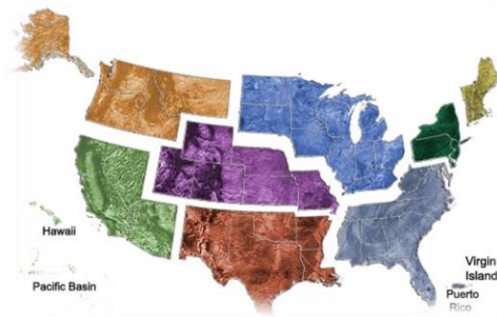 Hawaii
Pacific Basin
Virgin
Island
Puerto
Rico